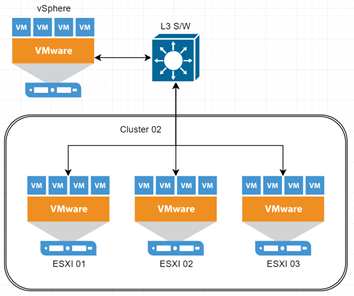 vSphere
L3 S/W
VM VM VM VM
VMware
Cluster 02
VM VM VM VM
VM VM VM VM
VM VM VM VM
VMware
VMware
VMware
ESXI 01
ESXI 02
ESXI 03